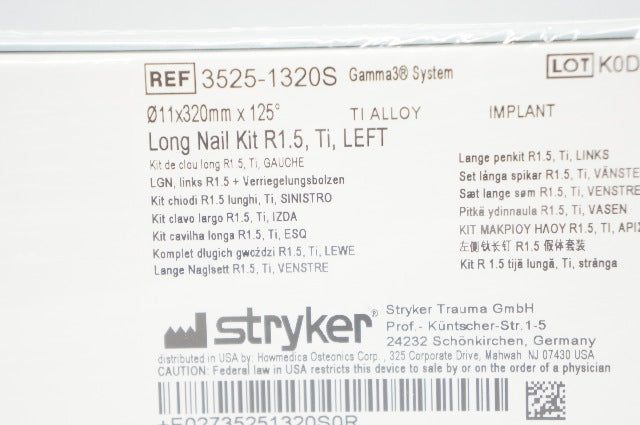 REF 3525-1320S Gamma3® System LOT K0D
Ø11x320mm x 125° TI ALLOY IMPLANT
Long Nail Kit R1.5, Ti, LEFT
Kit de clou long R1.5, Ti, GAUCHE
LGN, links R1.5 + Verriegelungsbolzen
Kit chiodi R1.5 lunghi, Ti, SINISTRO
Kit clavo largo R1.5, Ti, IZDA
Kit cavilha longa R1.5, Ti, ESQ
Komplet długich gwoździ R1.5, Ti, LEWE
Lange Naglsett R1.5, Ti, VENSTRE
Lange penkit R1.5, Ti, LINKS
Set långa spikar R1.5, Ti, VÄNSTE
Sæt lange søm R1.5, Ti, VENSTRE
Pitkä ydinnaula R1.5, Ti, VASEN
KIT ΜΑΚΡΙΟΥ ΗΛΟΥ R1.5, Ti, ΑΡΙΣ
左侧钛长钉 R1.5 假体套装
Kit R 1.5 tijă lungă, Ti, strânga
stryker®
Stryker Trauma GmbH
Prof.- Küntscher-Str.1-5
24232 Schönkirchen, Germany
distributed in USA by: Howmedica Osteonics Corp., 325 Corporate Drive, Mahwah, NJ 07430 USA
CAUTION: Federal law in USA restricts this device to sale by or on the order of a physician
+E02735251320S0R